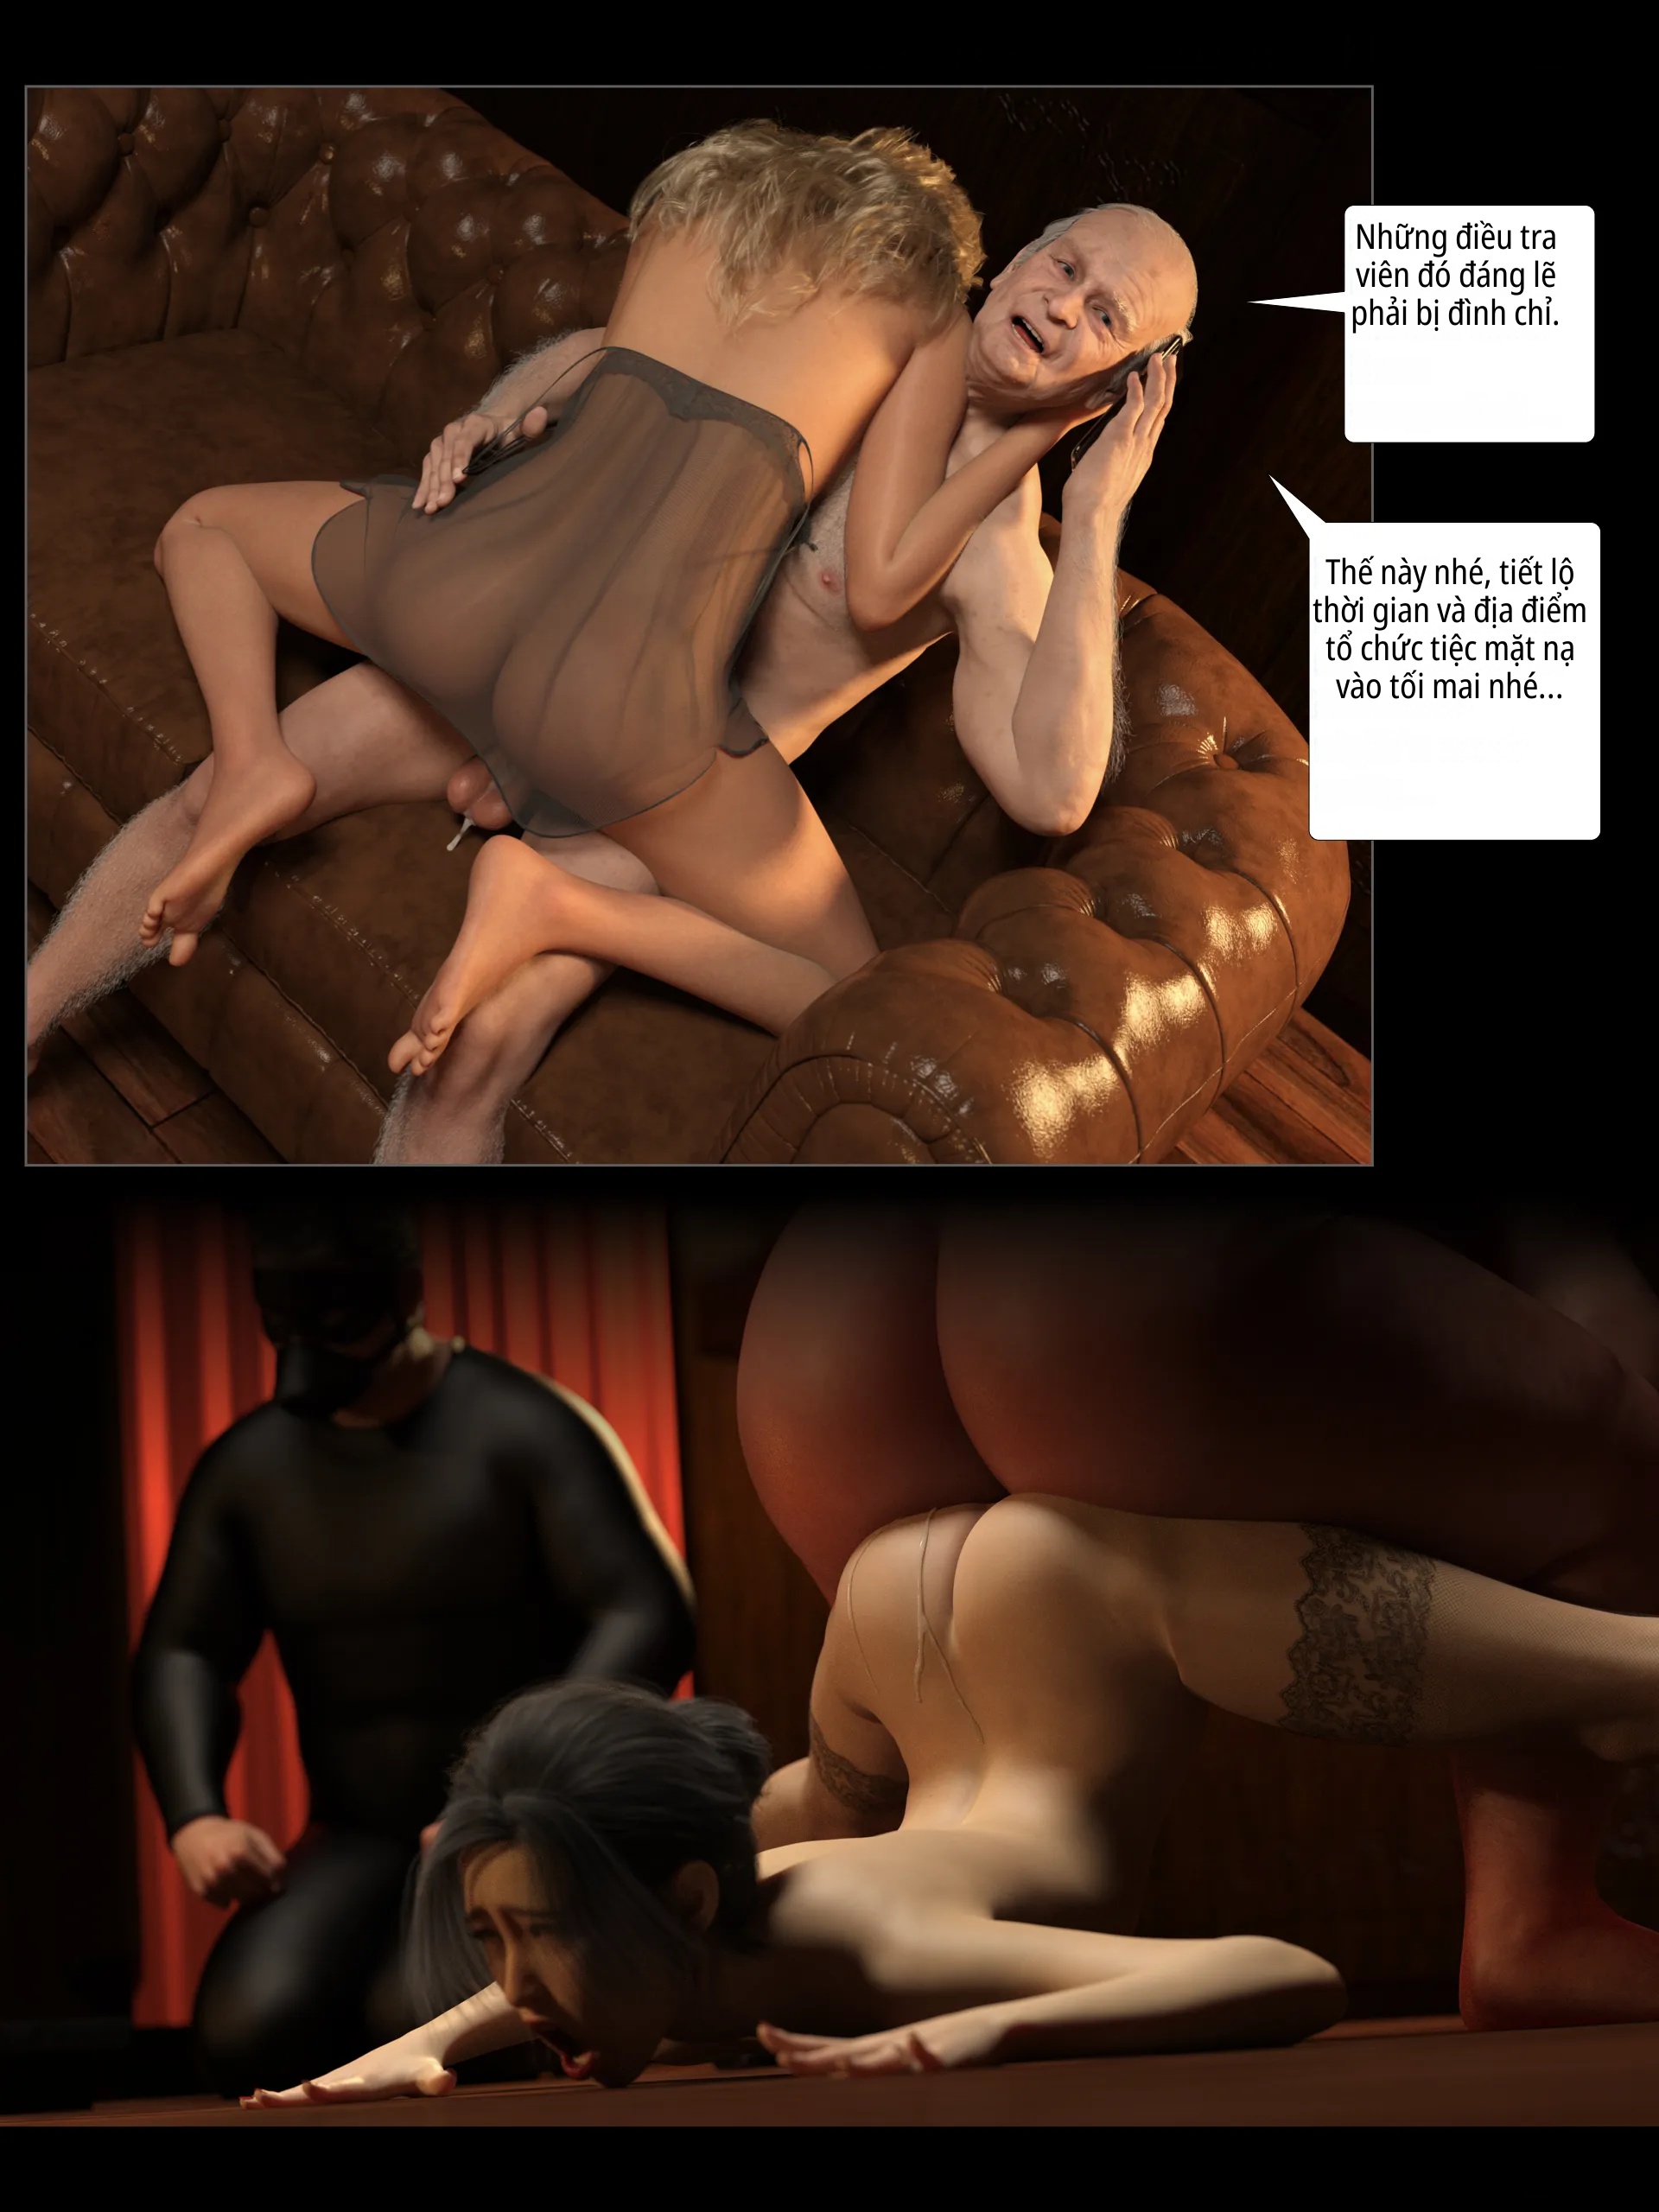 Những điều tra
viên đó đáng lẽ
phải bị đình chỉ.
Thế này nhé, tiết lộ
thời gian và địa điểm
tổ chức tiệc mặt nạ
vào tối mai nhé...